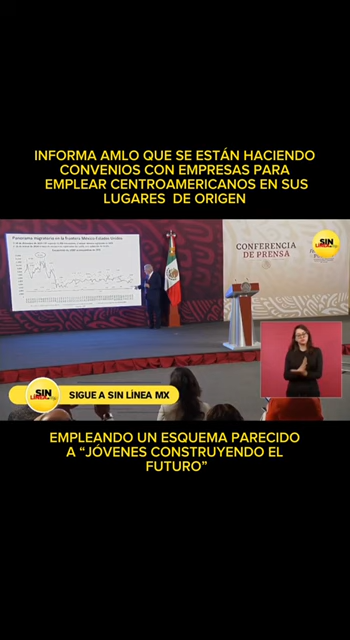 INFORMA AMLO QUE SE ESTÁN HACIENDO
CONVENIOS CON EMPRESAS PARA
EMPLEAR CENTROAMERICANOS EN SUS
LUGARES DE ORIGEN
Panorama migratorio en la frontera México-Estados Unidos
CONFERENCIA
DE PRENSA
SIN
LÍNEA
SIN
LÍNEA
SIGUE A SIN LÌNEA MX
EMPLEANDO UN ESQUEMA PARECIDO
A “JÓVENES CONSTRUYENDO EL
FUTURO”